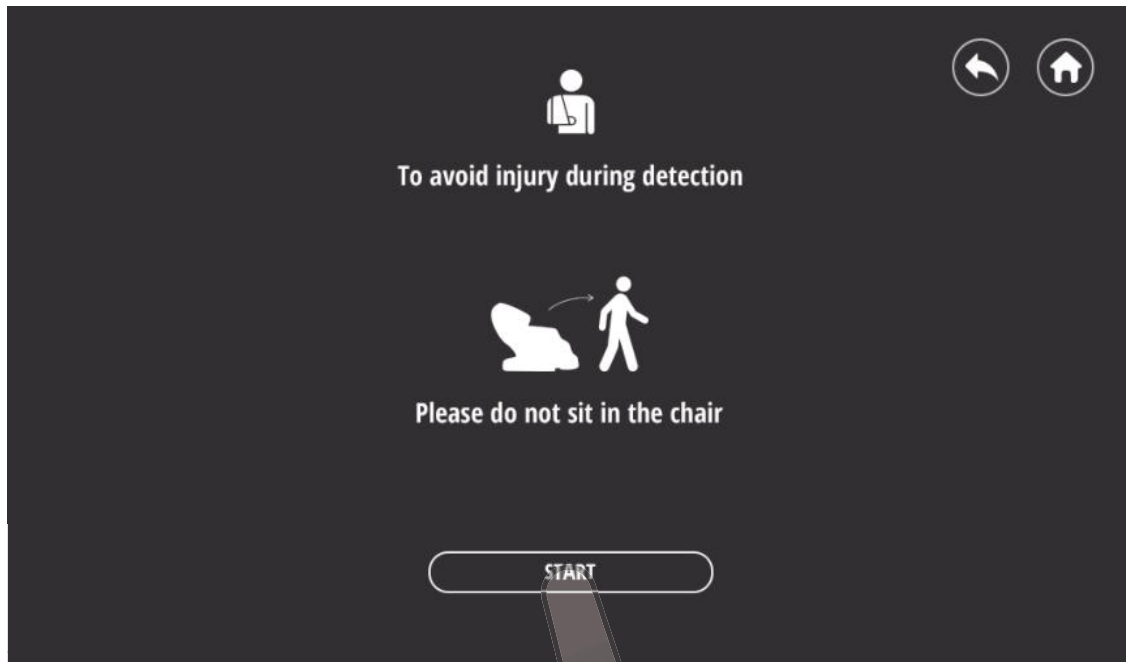 To avoid injury during detection
Please do not sit in the chair
START